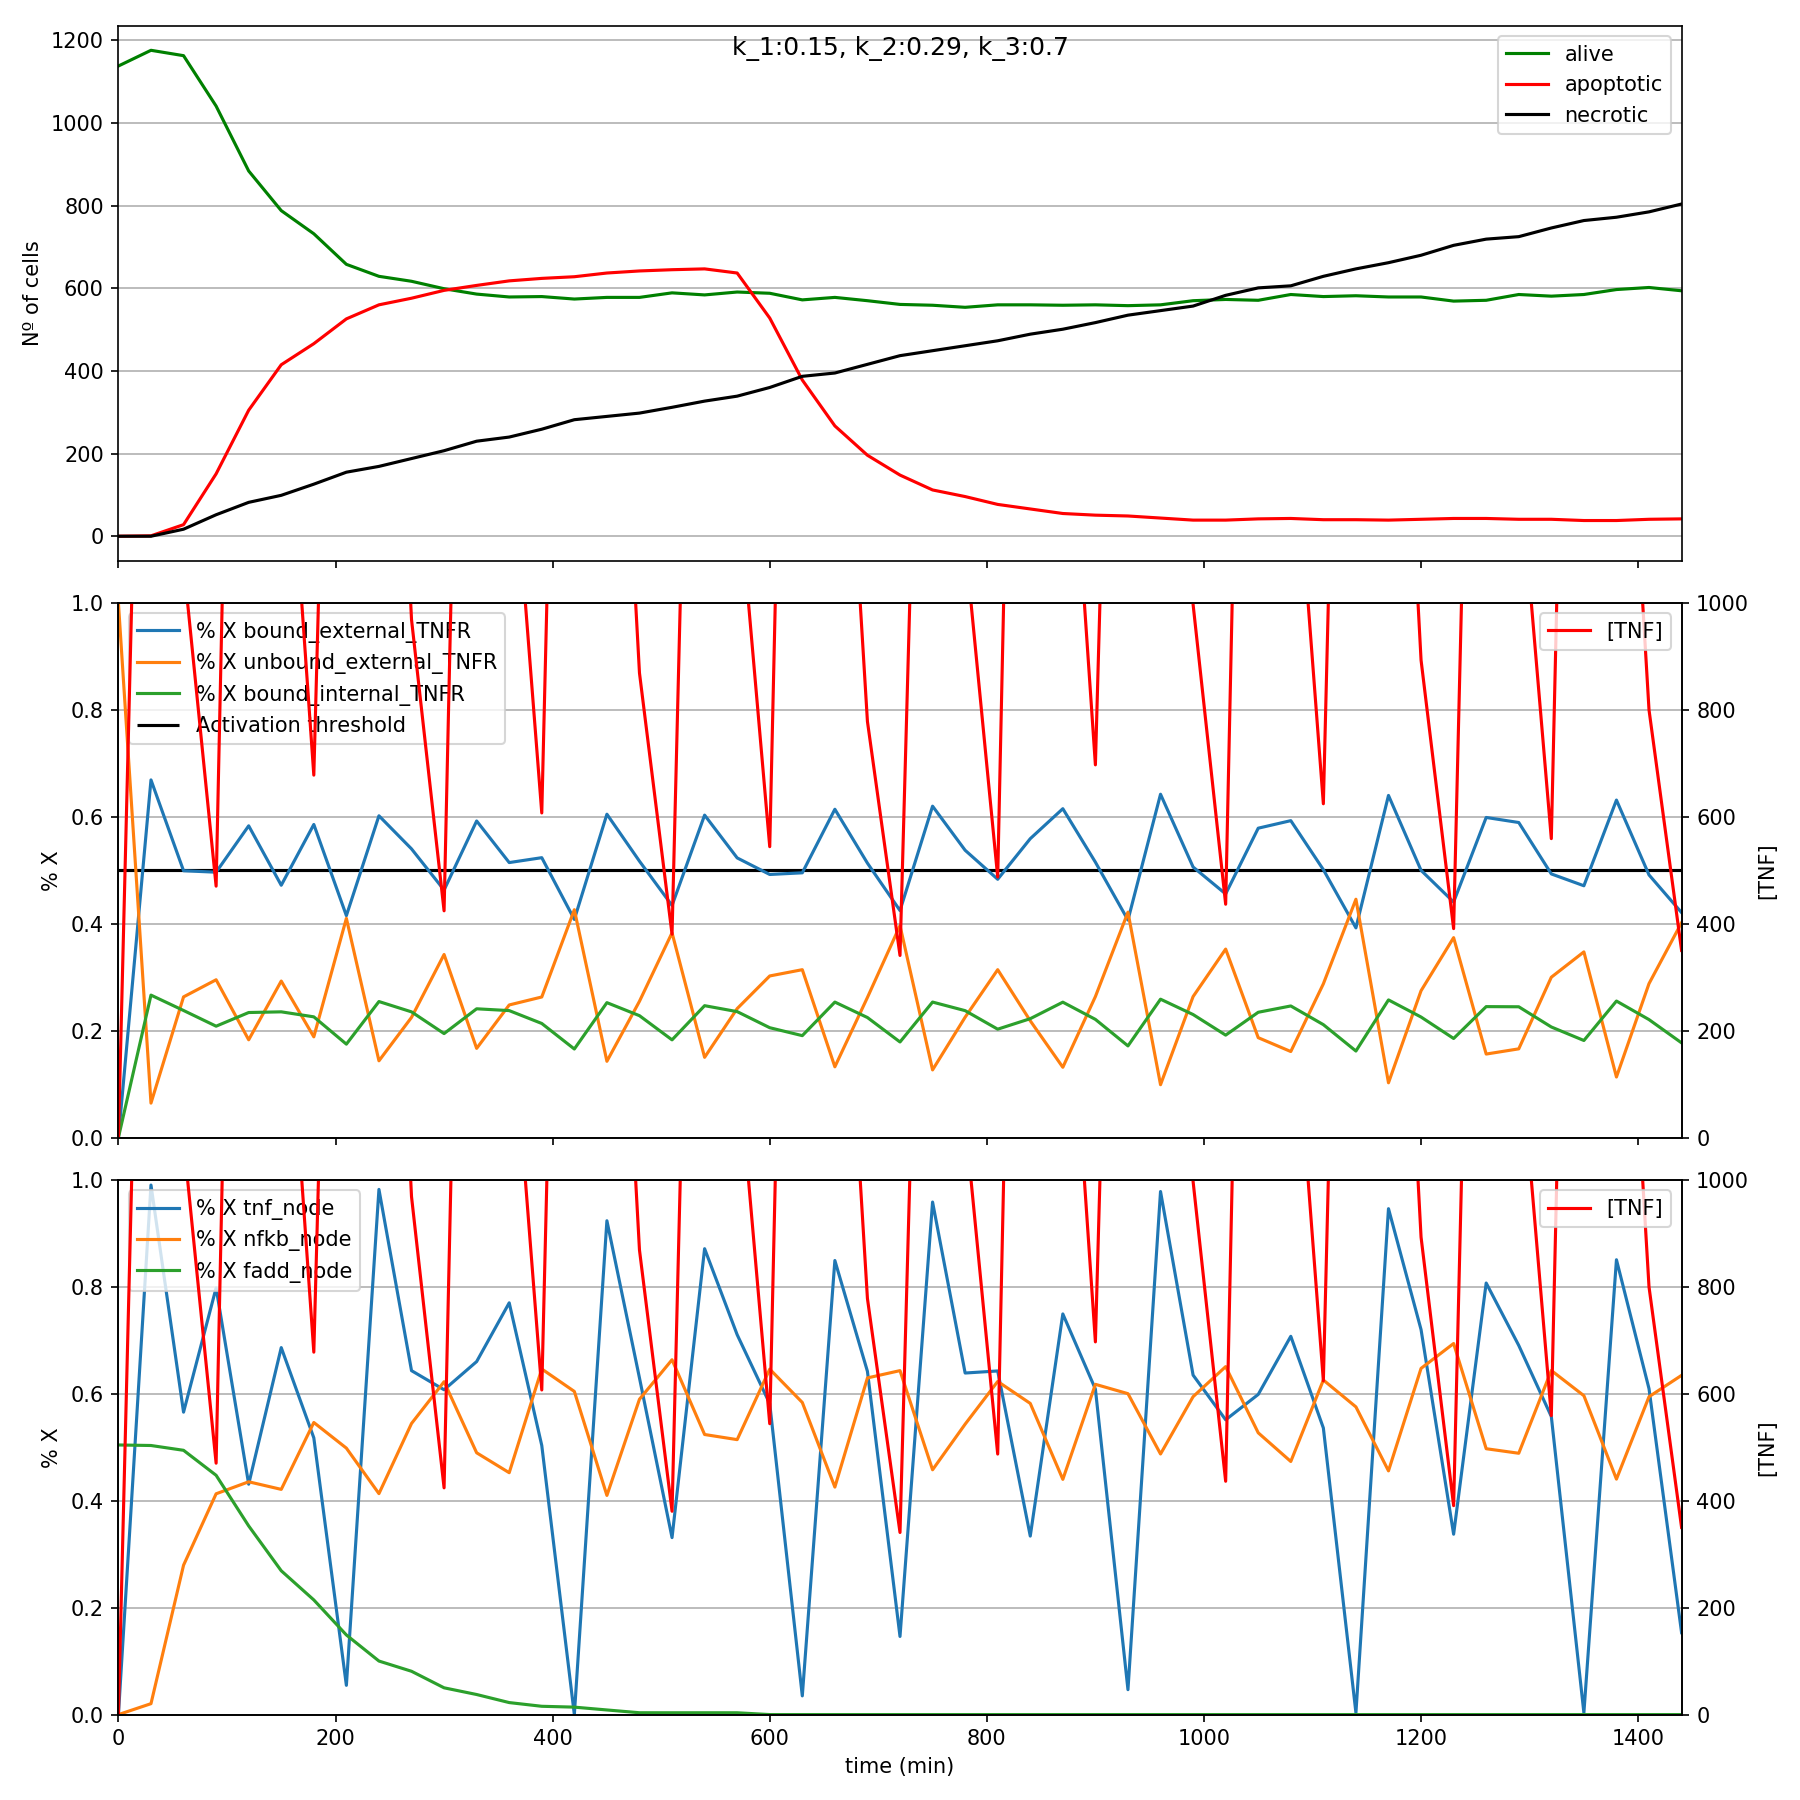 k_1:0.15, k_2:0.29, k_3:0.7
alive
apoptotic
necrotic
1200
1000
800
600
400
200
0
Nº of cells
% X bound_external_TNFR
% X unbound_external_TNFR
% X bound_internal_TNFR
Activation threshold
[TNF]
1.0
0.8
0.6
0.4
0.2
0.0
% X
1000
800
600
400
200
0
[TNF]
% X tnf_node
% X nfkb_node
% X fadd_node
[TNF]
1.0
0.8
0.6
0.4
0.2
0.0
% X
1000
800
600
400
200
0
[TNF]
0 200 400 600 800 1000 1200 1400
time (min)